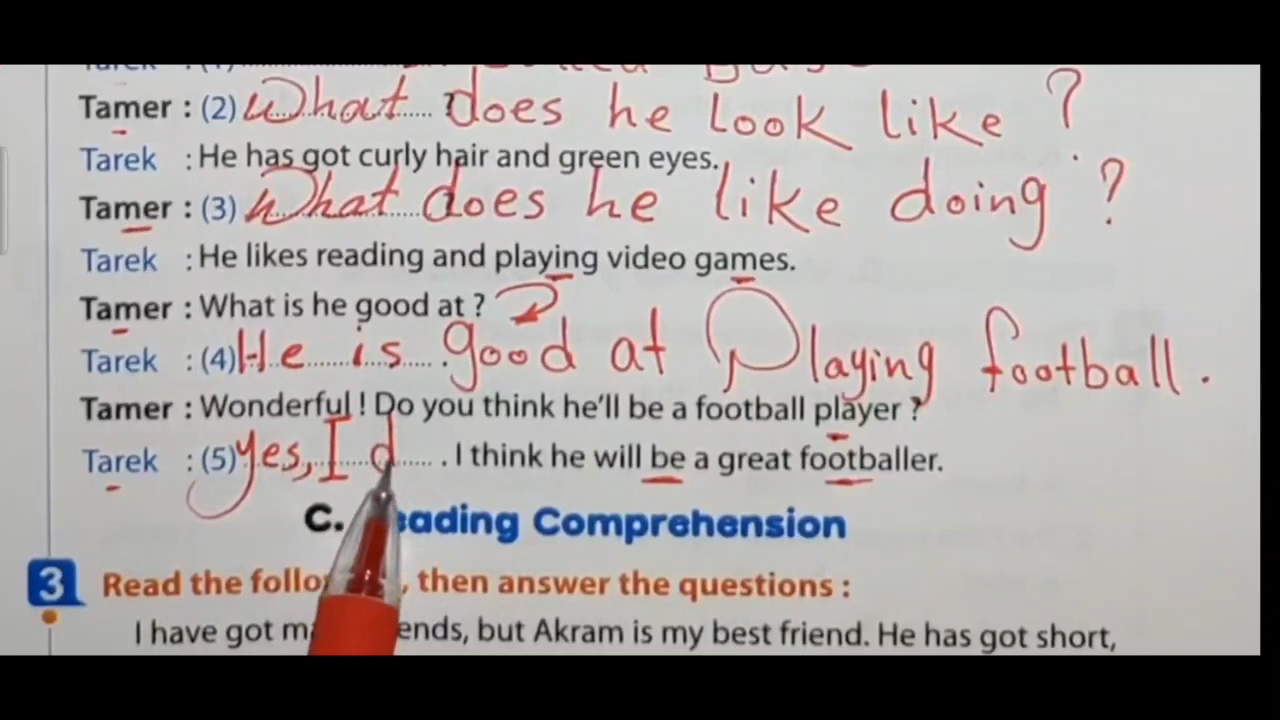 Tarek : (1)
Tamer : (2) What ? does he look like ?
Tarek : He has got curly hair and green eyes.
Tamer : (3) What does he like doing ?
Tarek : He likes reading and playing video games.
Tamer : What is he good at ?
Tarek : (4) He is . good at Playing football .
Tamer : Wonderful ! Do you think he'll be a football player ?
Tarek : (5) yes, I d . I think he will be a great footballer.
C. eading Comprehension
3 Read the follo , then answer the questions :
I have got ma ends, but Akram is my best friend. He has got short,